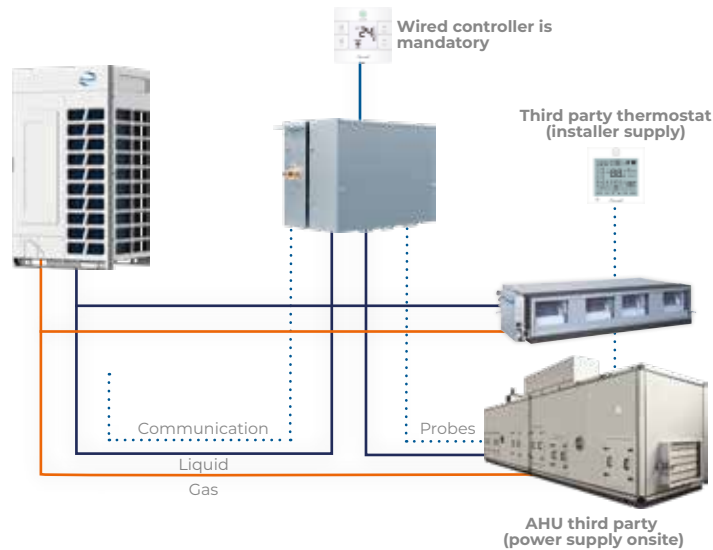 Wired controller is
mandatory
Third party thermostat
(installer supply)
Communication
Probes
Liquid
Gas
AHU third party
(power supply onsite)